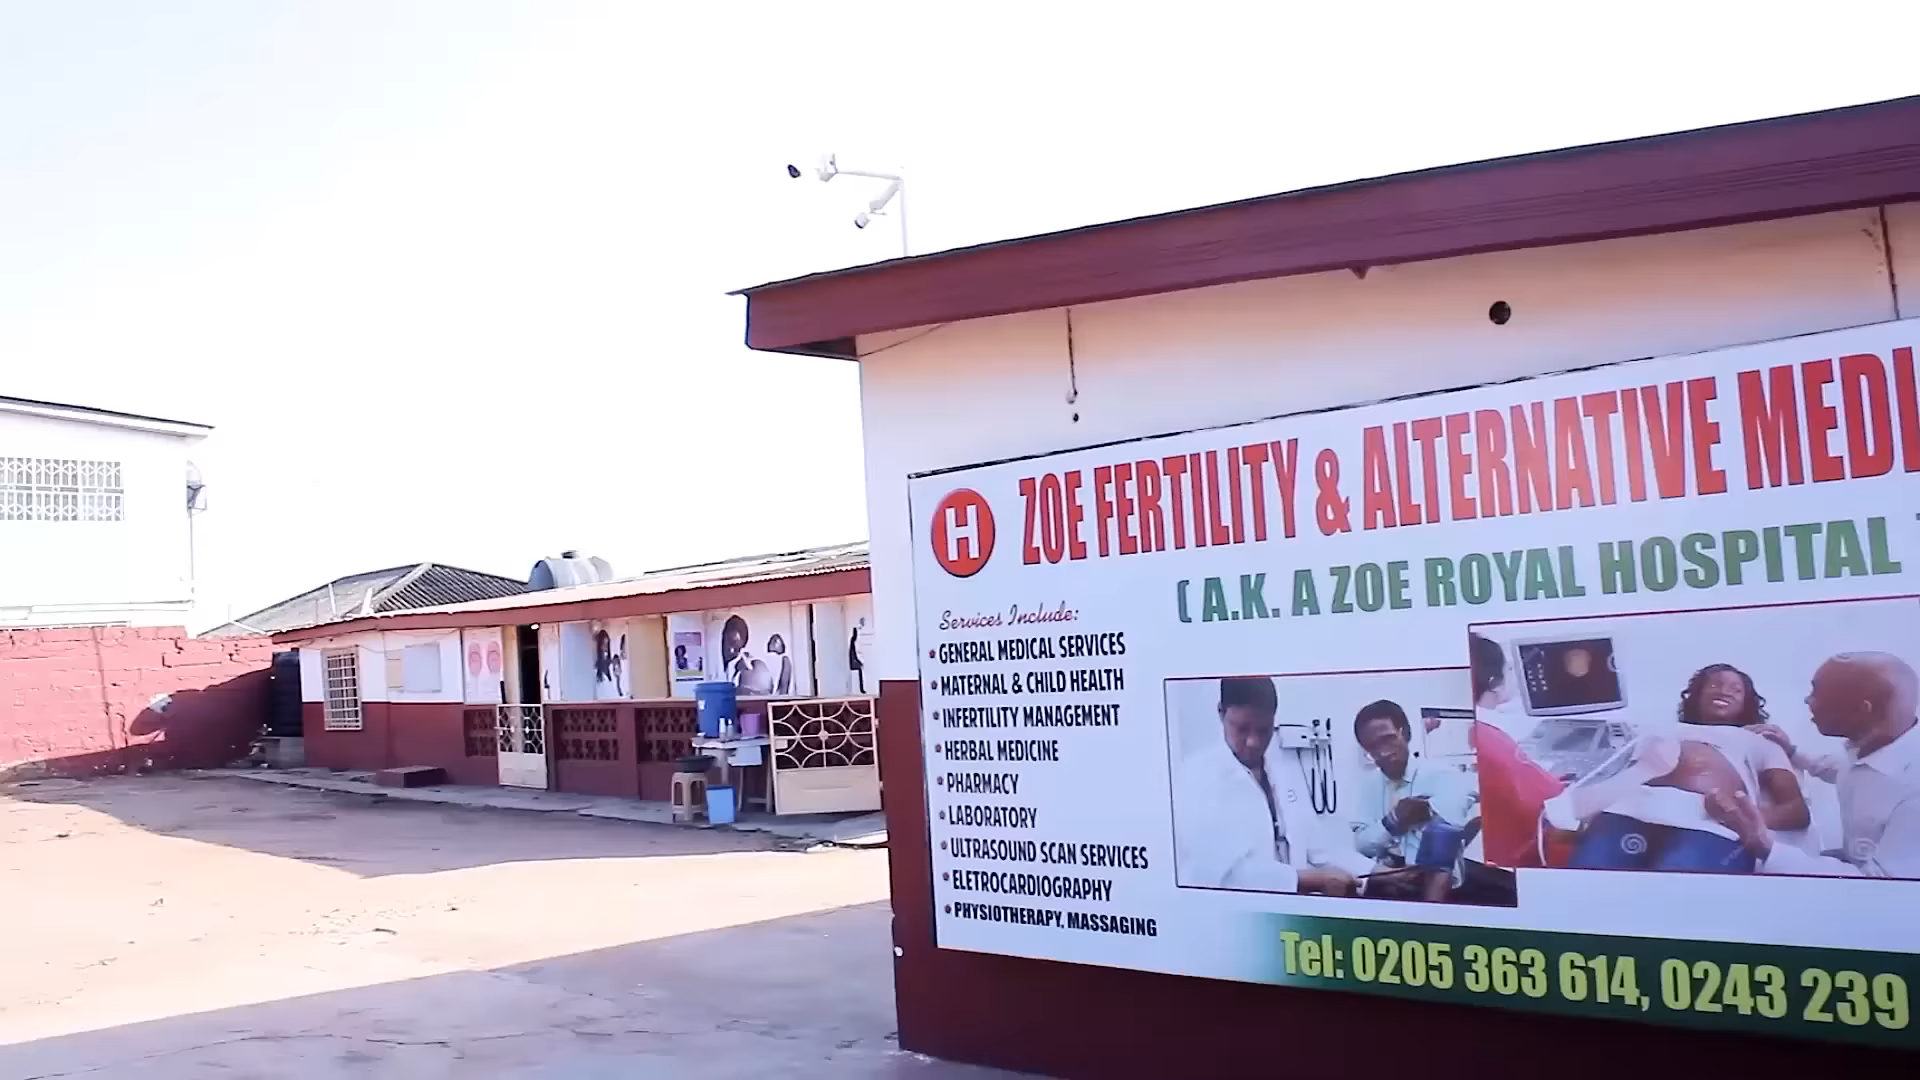 H
ZOE FERTILITY & ALTERNATIVE MEDI
( A.K. A ZOE ROYAL HOSPITAL
Services Include:
GENERAL MEDICAL SERVICES
MATERNAL & CHILD HEALTH
INFERTILITY MANAGEMENT
HERBAL MEDICINE
PHARMACY
LABORATORY
ULTRASOUND SCAN SERVICES
ELETROCARDIOGRAPHY
PHYSIOTHERAPY, MASSAGING
Tel: 0205 363 614, 0243 239